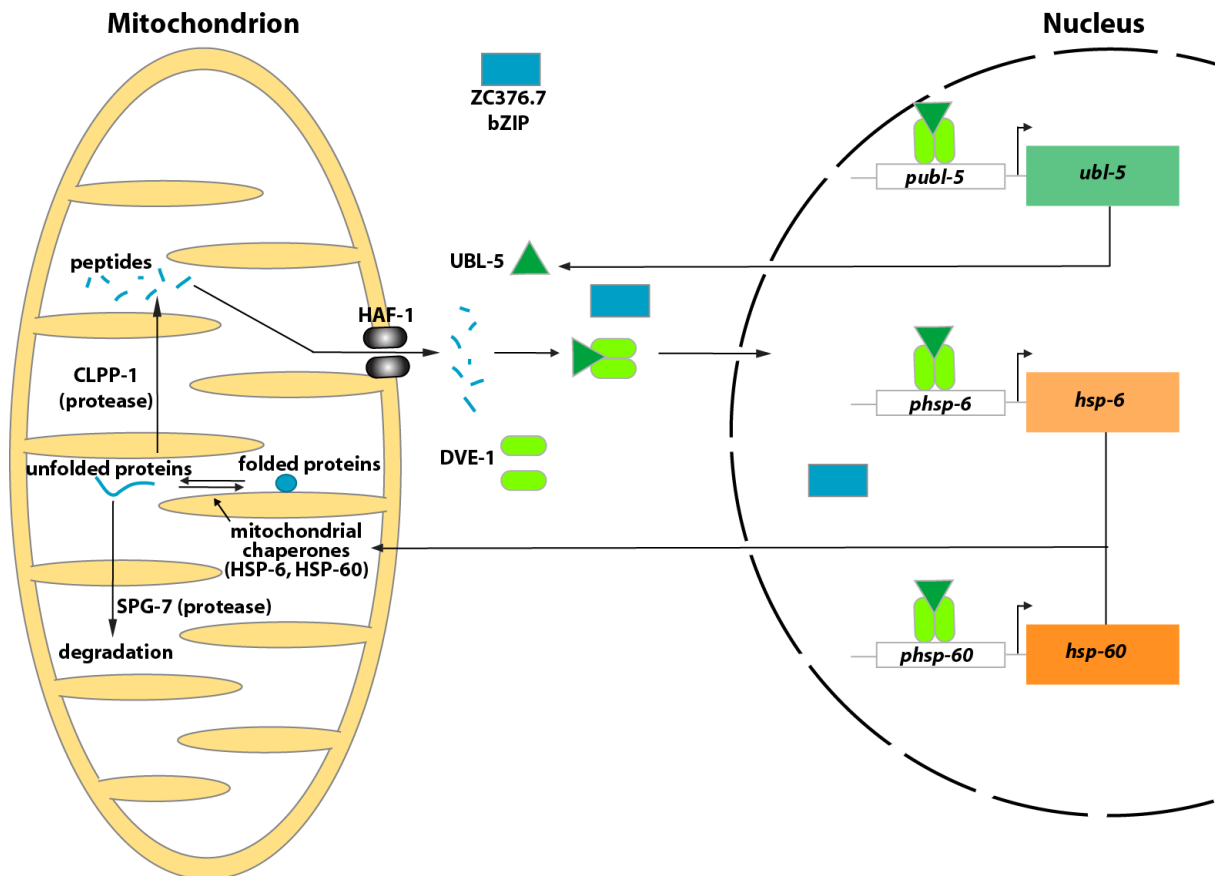 Mitochondrion
Nucleus
ZC376.7
bZIP
publ-5
ubl-5
peptides
UBL-5
HAF-1
CLPP-1
(protease)
phsp-6
hsp-6
unfolded proteins
folded proteins
DVE-1
mitochondrial
chaperones
(HSP-6, HSP-60)
SPG-7 (protease)
degradation
phsp-60
hsp-60